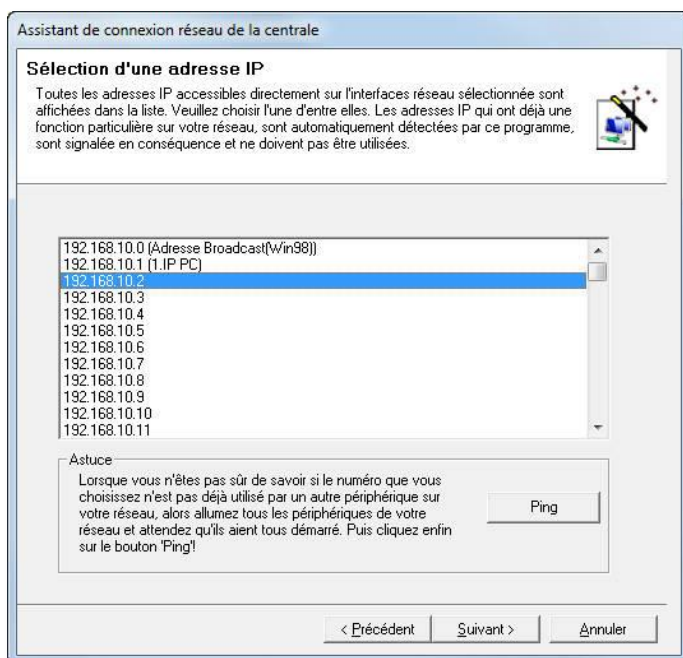 Assistant de connexion réseau de la centrale
Sélection d'une adresse IP
Toutes les adresses IP accessibles directement sur l'interfaces réseau sélectionnée sont
affichées dans la liste. Veuillez choisir l'une d'entre elles. Les adresses IP qui ont déjà une
fonction particulière sur votre réseau, sont automatiquement détectées par ce programme,
sont signalée en conséquence et ne doivent pas être utilisées.
192.168.10.0 (Adresse Broadcast(Win98))
192.168.10.1 (1.IP PC)
192.168.10.2
192.168.10.3
192.168.10.4
192.168.10.5
192.168.10.6
192.168.10.7
192.168.10.8
192.168.10.9
192.168.10.10
192.168.10.11
Astuce
Lorsque vous n'êtes pas sûr de savoir si le numéro que vous
choisissez n'est pas déjà utilisé par un autre périphérique sur
votre réseau, alors allumez tous les périphériques de votre
réseau et attendez qu'ils aient tous démarré. Puis cliquez enfin
sur le bouton 'Ping'!
Ping
< Précédent
Suivant >
Annuler